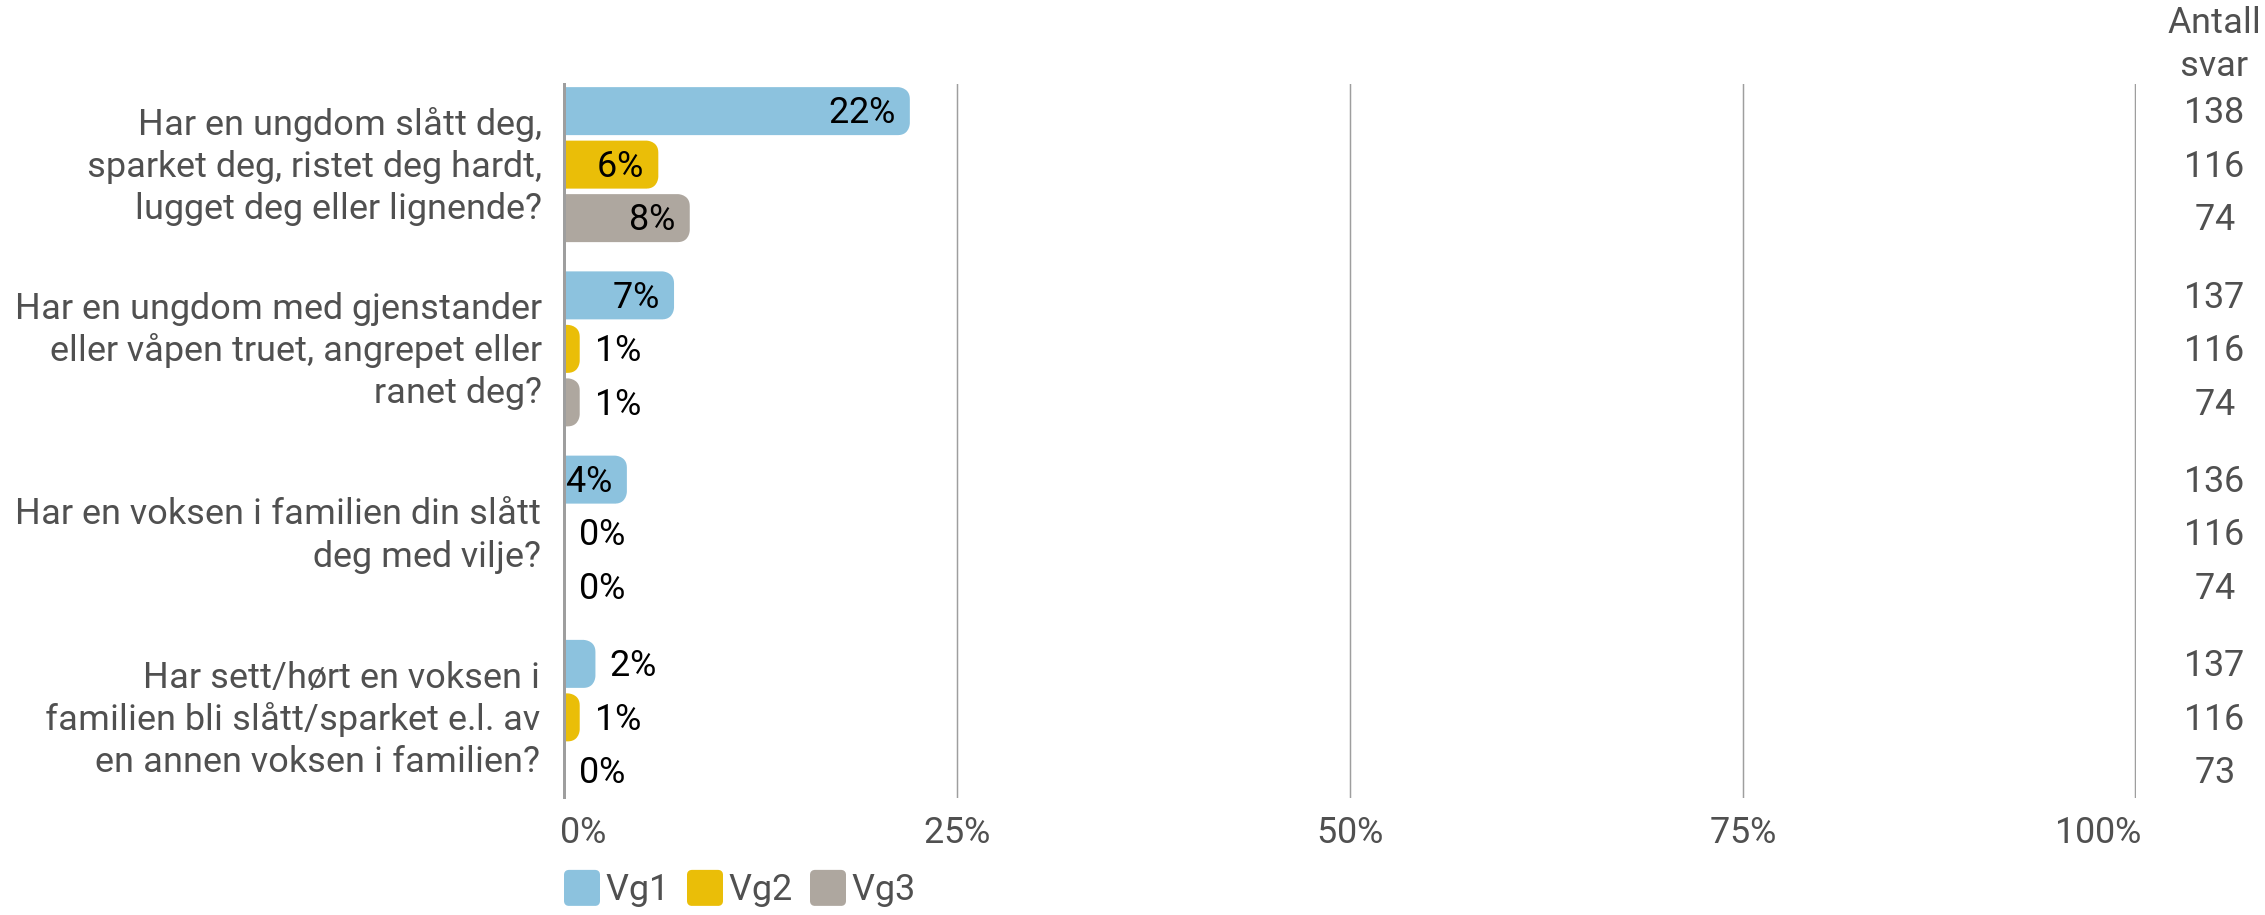 Antall
svar
Har en ungdom slått deg,
sparket deg, ristet deg hardt,
lugget deg eller lignende?
22% 138
6% 116
8% 74
Har en ungdom med gjenstander
eller våpen truet, angrepet eller
ranet deg?
7% 137
1% 116
1% 74
Har en voksen i familien din slått
deg med vilje?
4% 136
0% 116
0% 74
Har sett/hørt en voksen i
familien bli slått/sparket e.l. av
en annen voksen i familien?
2% 137
1% 116
0% 73
0% 25% 50% 75% 100%
Vg1 Vg2 Vg3